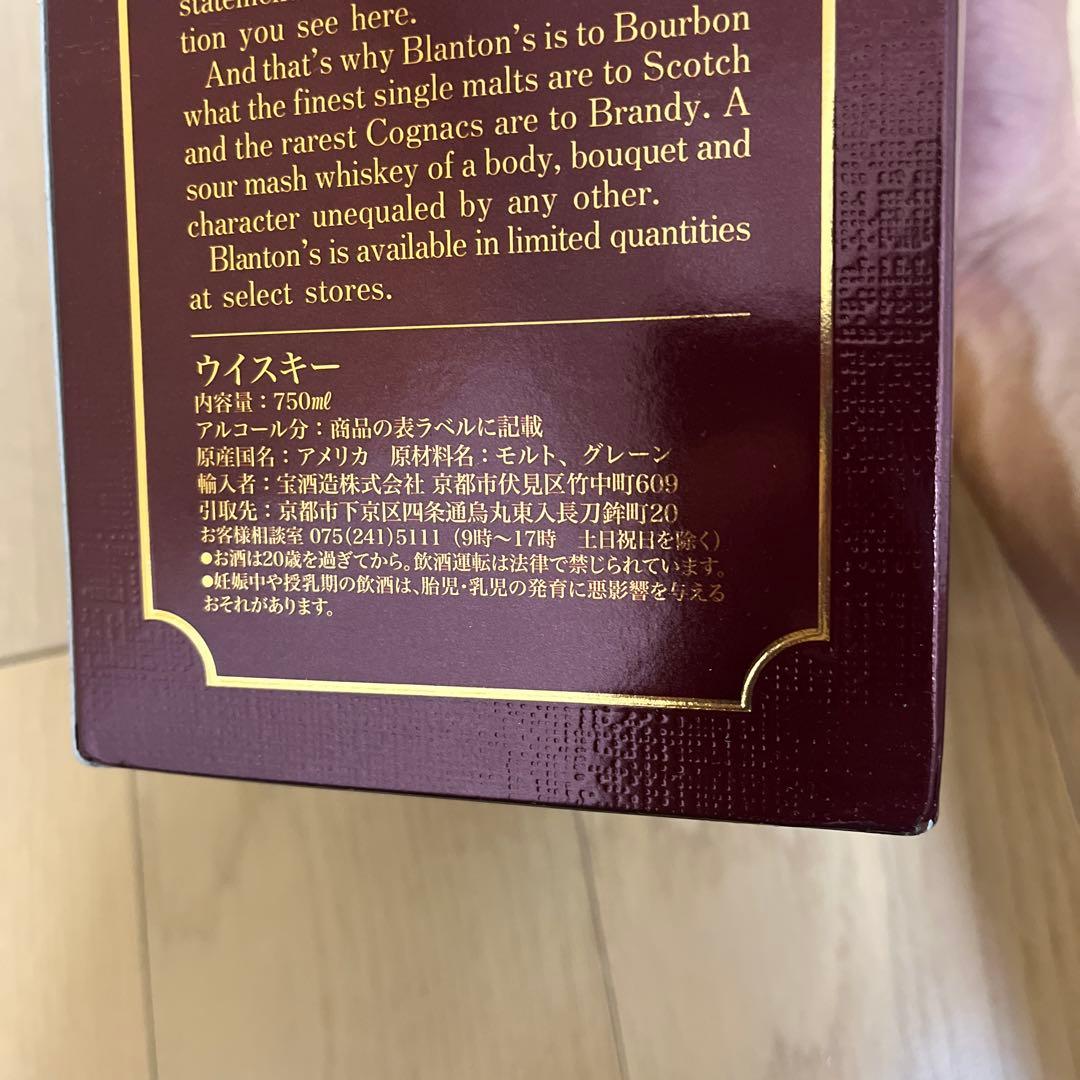 statement
tion you see here.
And that's why Blanton's is to Bourbon
what the finest single malts are to Scotch
and the rarest Cognacs are to Brandy. A
sour mash whiskey of a body, bouquet and
character unequaled by any other.
Blanton's is available in limited quantities
at select stores.
ウイスキー
内容量：750㎖
アルコール分：商品の表ラベルに記載
原産国名：アメリカ　原材料名：モルト、グレーン
輸入者：宝酒造株式会社 京都市伏見区竹中町609
引取先：京都市下京区四条通烏丸東入長刀鉾町20
お客様相談室 075(241)5111（9時～17時　土日祝日を除く）
●お酒は20歳を過ぎてから。飲酒運転は法律で禁じられています。
●妊娠中や授乳期の飲酒は、胎児・乳児の発育に悪影響を与える
おそれがあります。